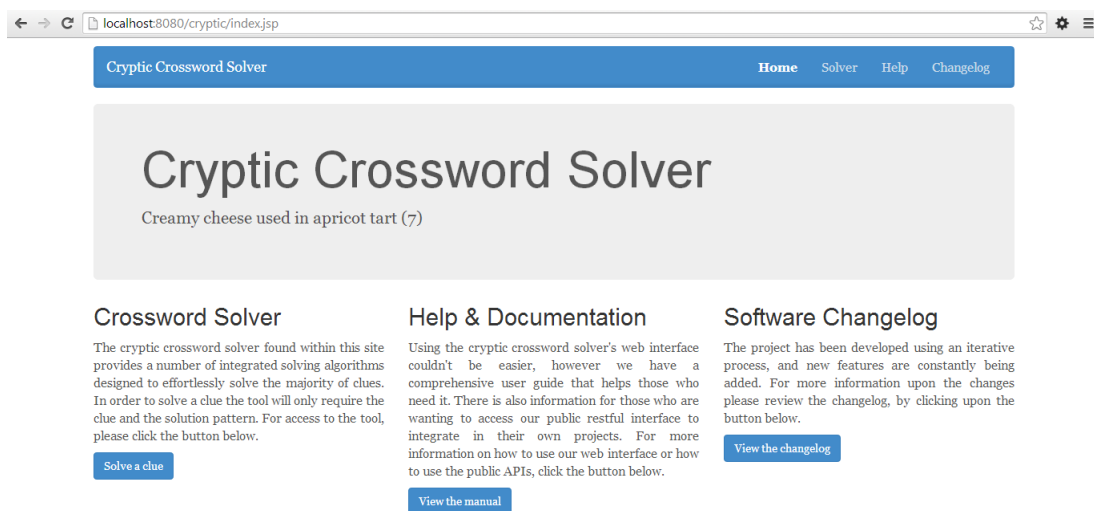 localhost:8080/cryptic/index.jsp
Cryptic Crossword Solver
Home Solver Help Changelog
Cryptic Crossword Solver
Creamy cheese used in apricot tart (7)
Crossword Solver
The cryptic crossword solver found within this site
provides a number of integrated solving algorithms
designed to effortlessly solve the majority of clues.
In order to solve a clue the tool will only require the
clue and the solution pattern. For access to the tool,
please click the button below.
Solve a clue
Help & Documentation
Using the cryptic crossword solver's web interface
couldn't be easier, however we have a
comprehensive user guide that helps those who
need it. There is also information for those who are
wanting to access our public restful interface to
integrate in their own projects. For more
information on how to use our web interface or how
to use the public APIs, click the button below.
View the manual
Software Changelog
The project has been developed using an iterative
process, and new features are constantly being
added. For more information upon the changes
please review the changelog, by clicking upon the
button below.
View the changelog